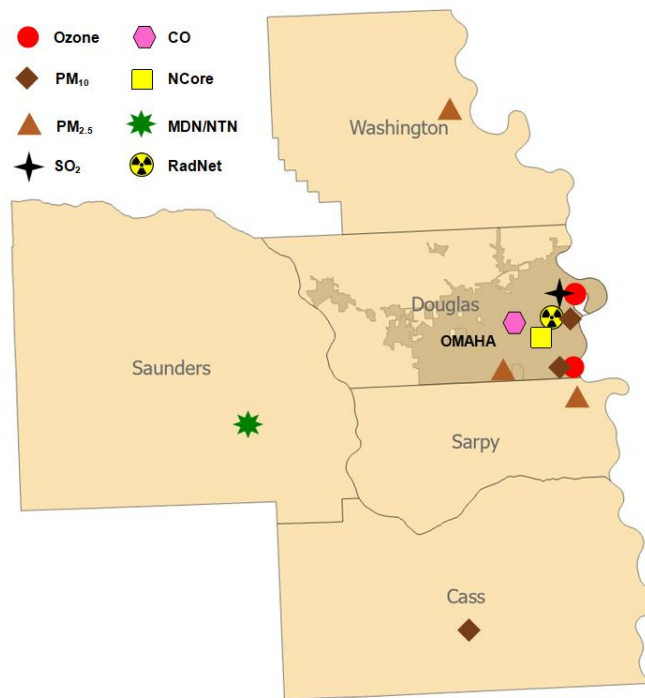 Ozone
CO
PM₁₀
NCore
PM₂.₅
MDN/NTN
SO₂
RadNet
Washington
Douglas
OMAHA
Saunders
Sarpy
Cass